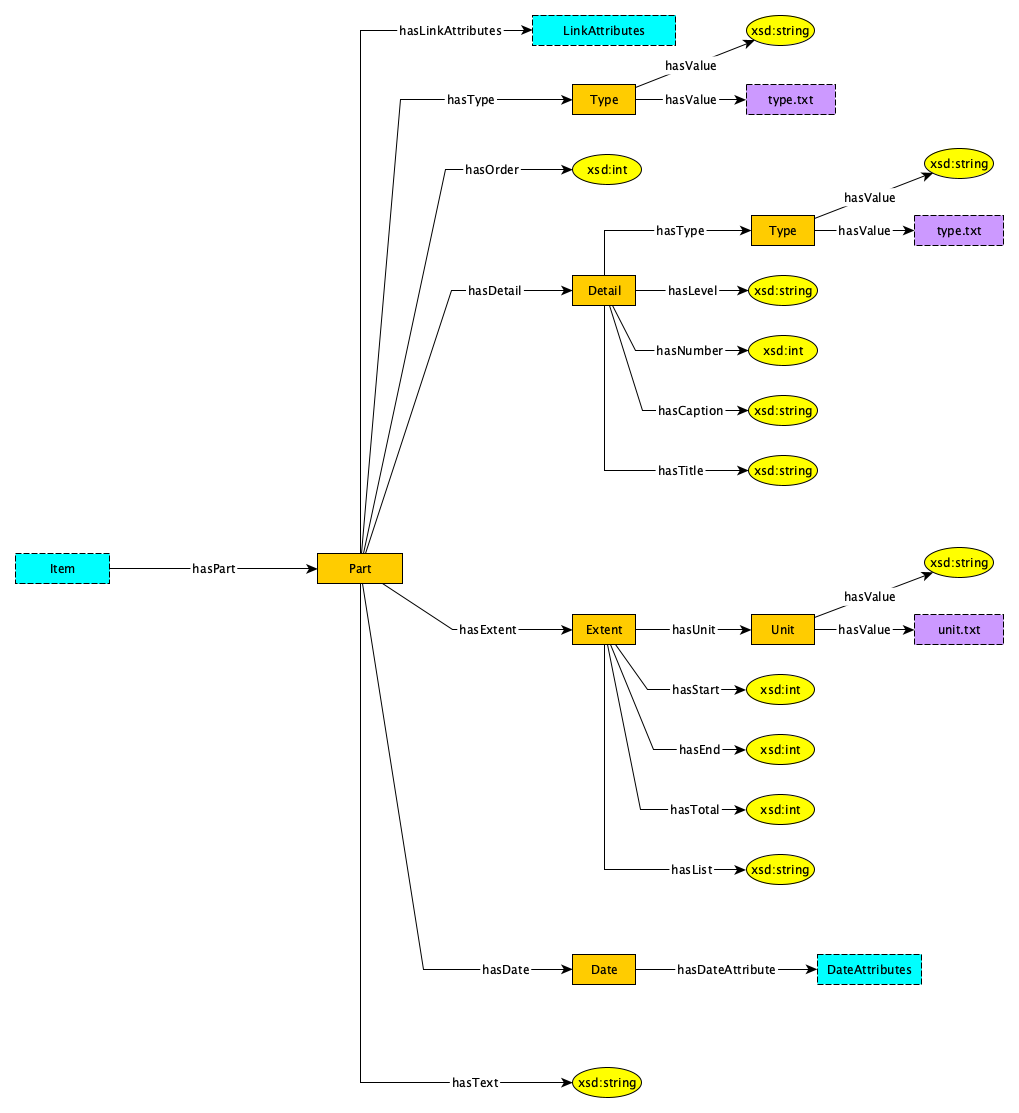 hasLinkAttributes
LinkAttributes
xsd:string
hasValue
hasType
Type
hasValue
type.txt
hasOrder
xsd:int
xsd:string
hasValue
hasType
Type
hasValue
type.txt
hasDetail
Detail
hasLevel
xsd:string
hasNumber
xsd:int
hasCaption
xsd:string
hasTitle
xsd:string
Item
hasPart
Part
xsd:string
hasValue
hasExtent
Extent
hasUnit
Unit
hasValue
unit.txt
hasStart
xsd:int
hasEnd
xsd:int
hasTotal
xsd:int
hasList
xsd:string
hasDate
Date
hasDateAttribute
DateAttributes
hasText
xsd:string